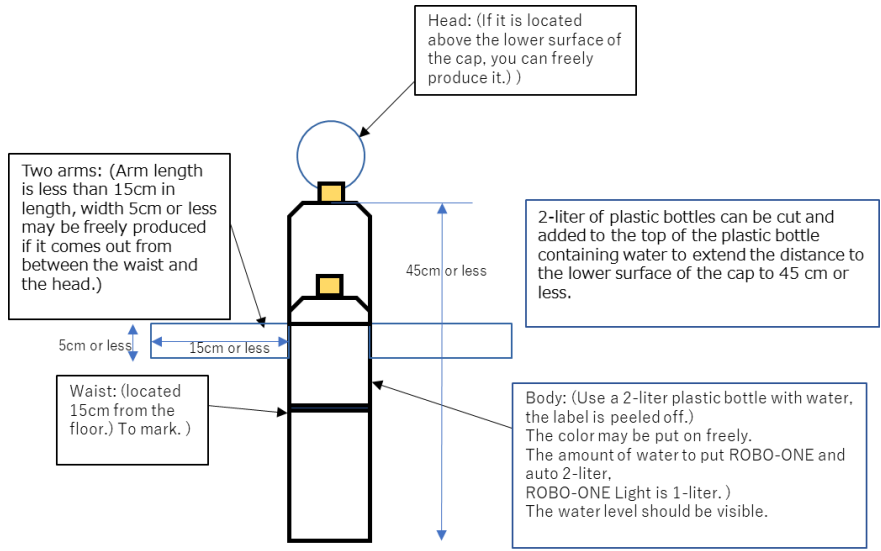 Head: (If it is located
above the lower surface of
the cap, you can freely
produce it.) )
Two arms: (Arm length
is less than 15cm in
length, width 5cm or less
may be freely produced
if it comes out from
between the waist and
the head.)
2-liter of plastic bottles can be cut and
added to the top of the plastic bottle
containing water to extend the distance to
the lower surface of the cap to 45 cm or
less.
45cm or less
5cm or less
15cm or less
Waist: (located
15cm from the
floor.) To mark. )
Body: (Use a 2-liter plastic bottle with water,
the label is peeled off.)
The color may be put on freely.
The amount of water to put ROBO-ONE and
auto 2-liter,
ROBO-ONE Light is 1-liter. )
The water level should be visible.